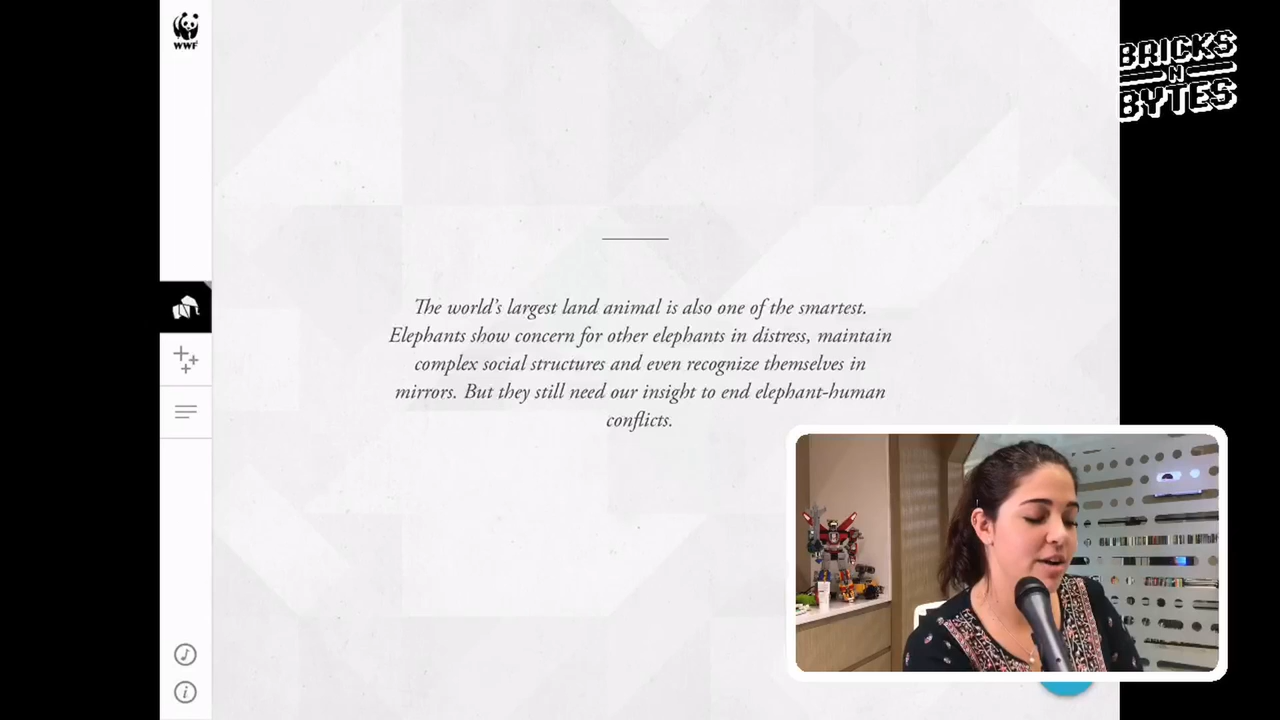 WWF
BRICKS
N
BYTES
The world's largest land animal is also one of the smartest.
Elephants show concern for other elephants in distress, maintain
complex social structures and even recognize themselves in
mirrors. But they still need our insight to end elephant-human
conflicts.